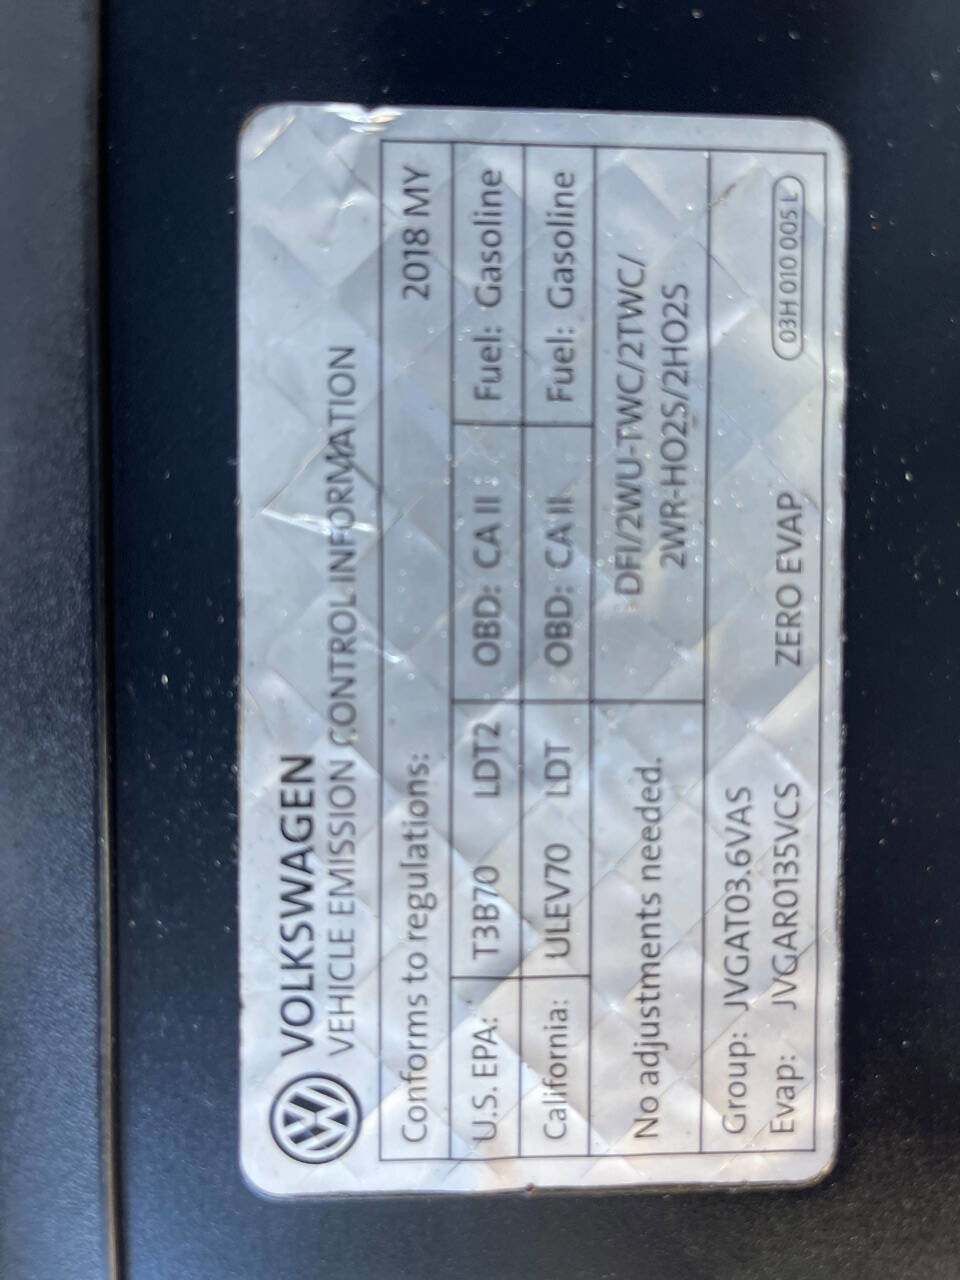 VOLKSWAGEN
VEHICLE EMISSION CONTROL INFORMATION
Conforms to regulations: 2018 MY
U.S. EPA: T3B70 LDT2 OBD: CA II Fuel: Gasoline
California: ULEV70 LDT OBD: CA II Fuel: Gasoline
No adjustments needed. DFI/2WU-TWC/2TWC/
2WR-HO2S/2HO2S
Group: JVGAT03.6VAS
Evap: JVGAR0135VCS ZERO EVAP 03H 010 005 L